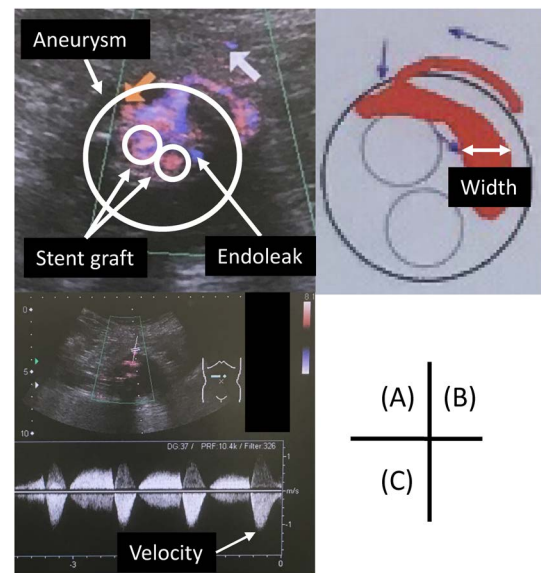 Aneurysm
Stent graft
Endoleak
Width
0
5
10
DG:37 / PRF:10.4k / Filter:326
1
m/s
-1
-3
0
Velocity
(A) (B)
(C)